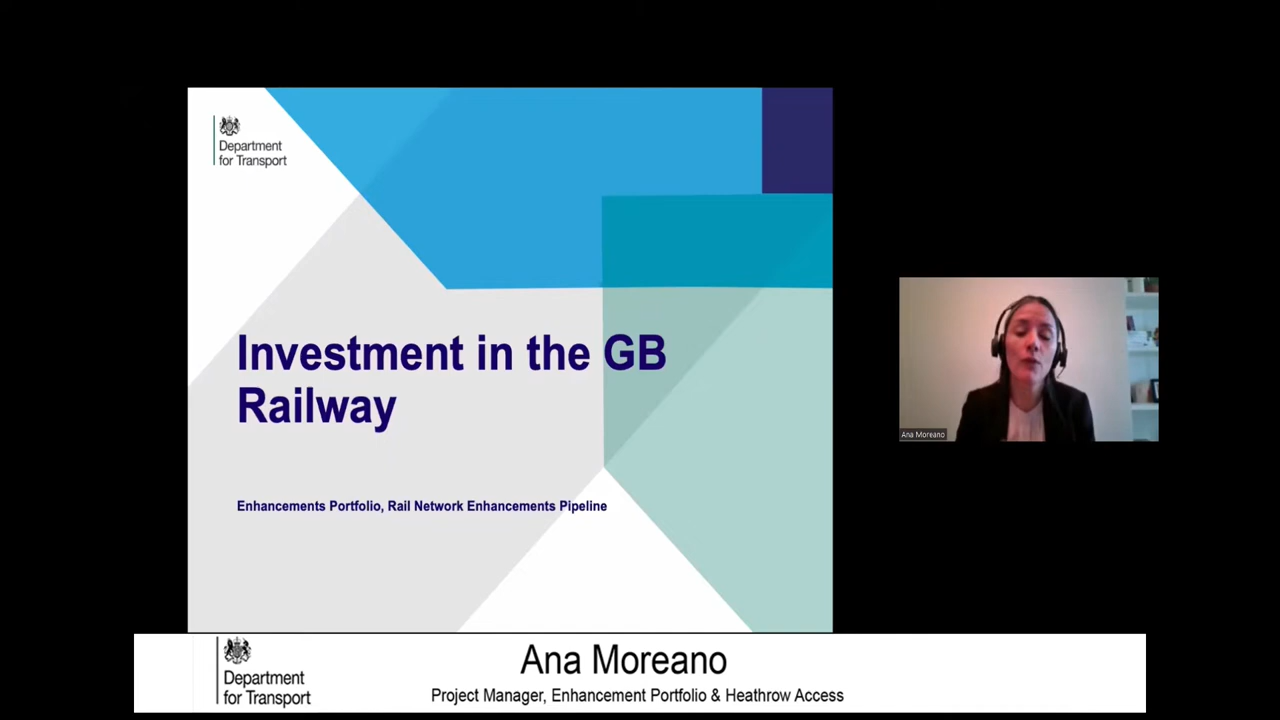 Department
for Transport
Investment in the GB
Railway
Enhancements Portfolio, Rail Network Enhancements Pipeline
Ana Moreano
Department
for Transport
Ana Moreano
Project Manager, Enhancement Portfolio & Heathrow Access